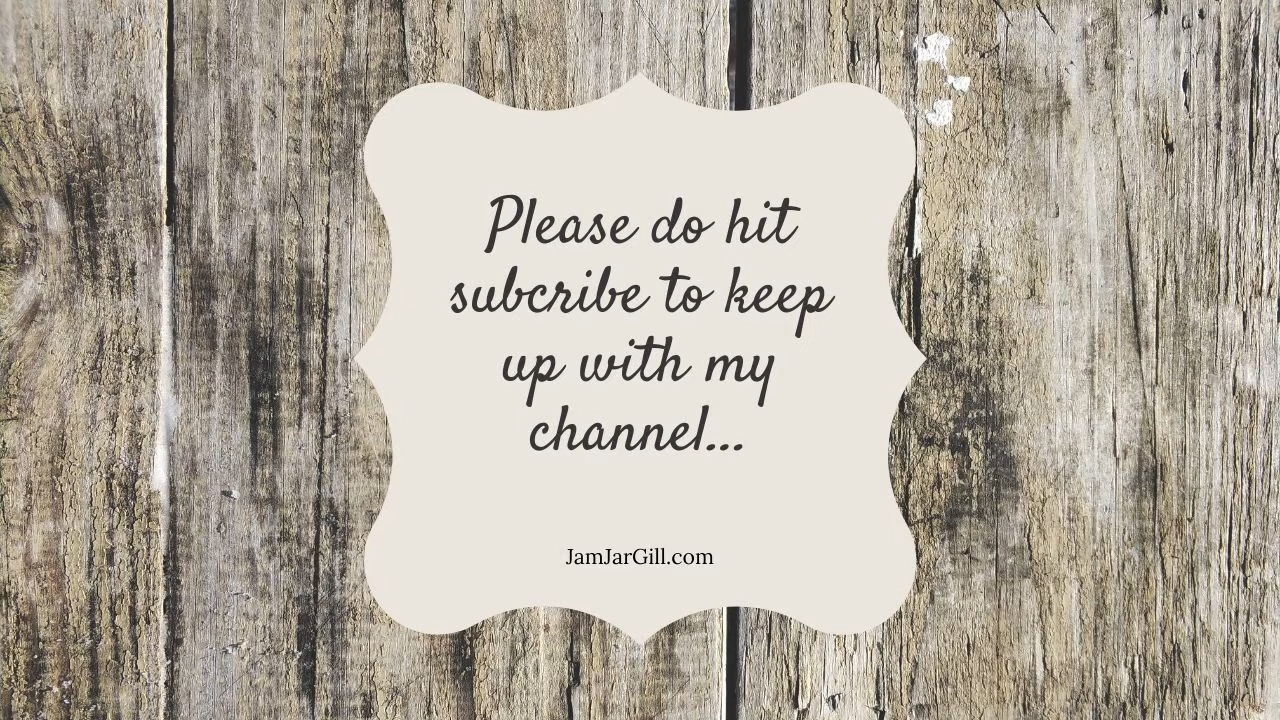 Please do hit
subcribe to keep
up with my
channel...
JamJarGill.com